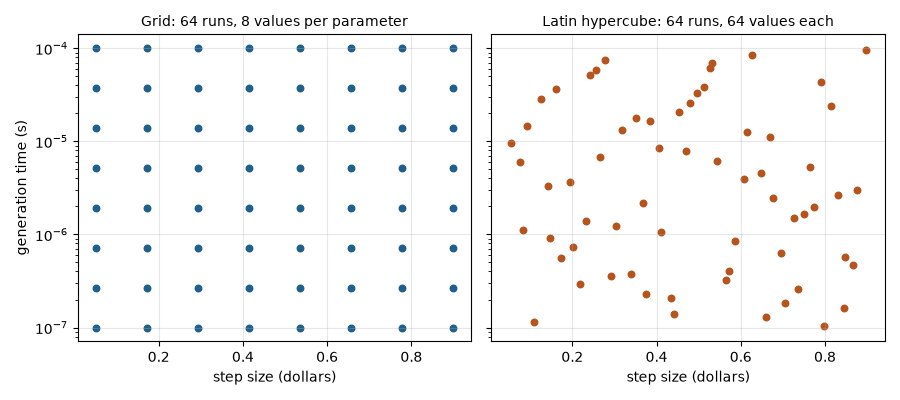 Grid: 64 runs, 8 values per parameter
Latin hypercube: 64 runs, 64 values each
generation time (s)
10⁻⁴
10⁻⁵
10⁻⁶
10⁻⁷
0.2 0.4 0.6 0.8
0.2 0.4 0.6 0.8
step size (dollars)
step size (dollars)